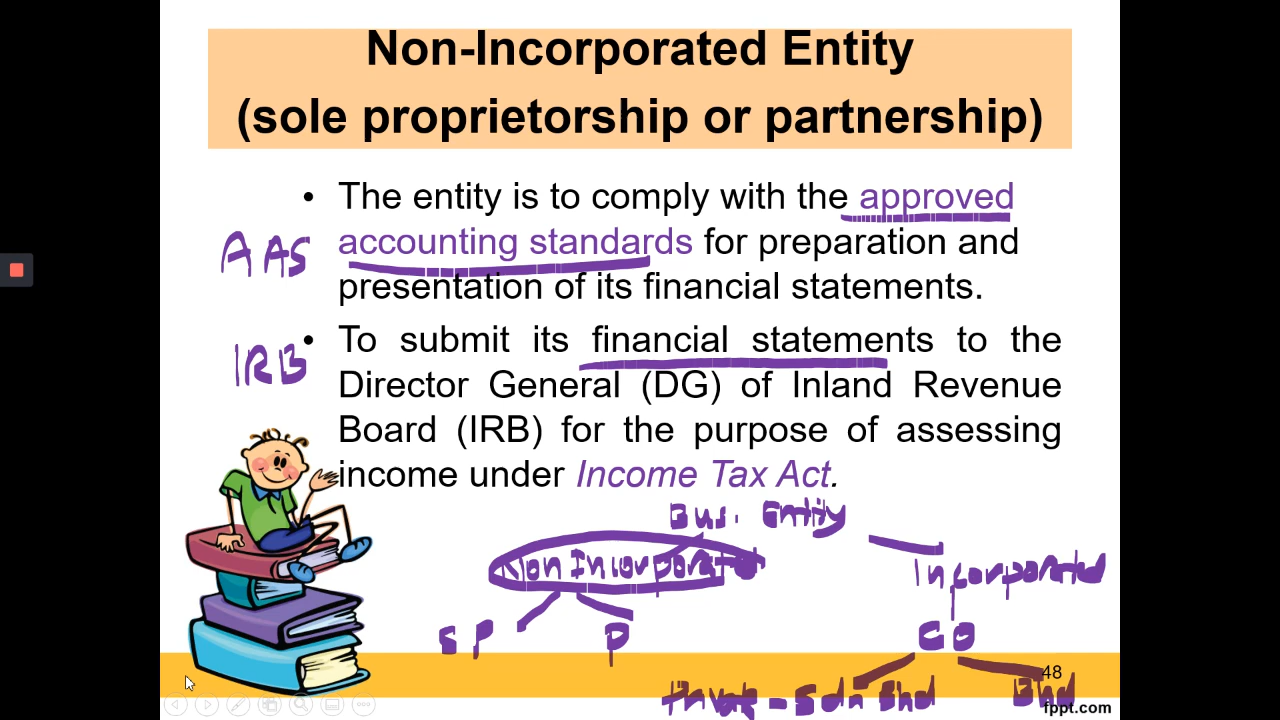 Non-Incorporated Entity
(sole proprietorship or partnership)
• The entity is to comply with the approved
AAS accounting standards for preparation and
presentation of its financial statements.
• To submit its financial statements to the
IRB Director General (DG) of Inland Revenue
Board (IRB) for the purpose of assessing
income under Income Tax Act.
Bus. Entity
Non Incorporated Incorporated
SP P CO
48
Private - Sdn Bhd Bhd
fppt.com